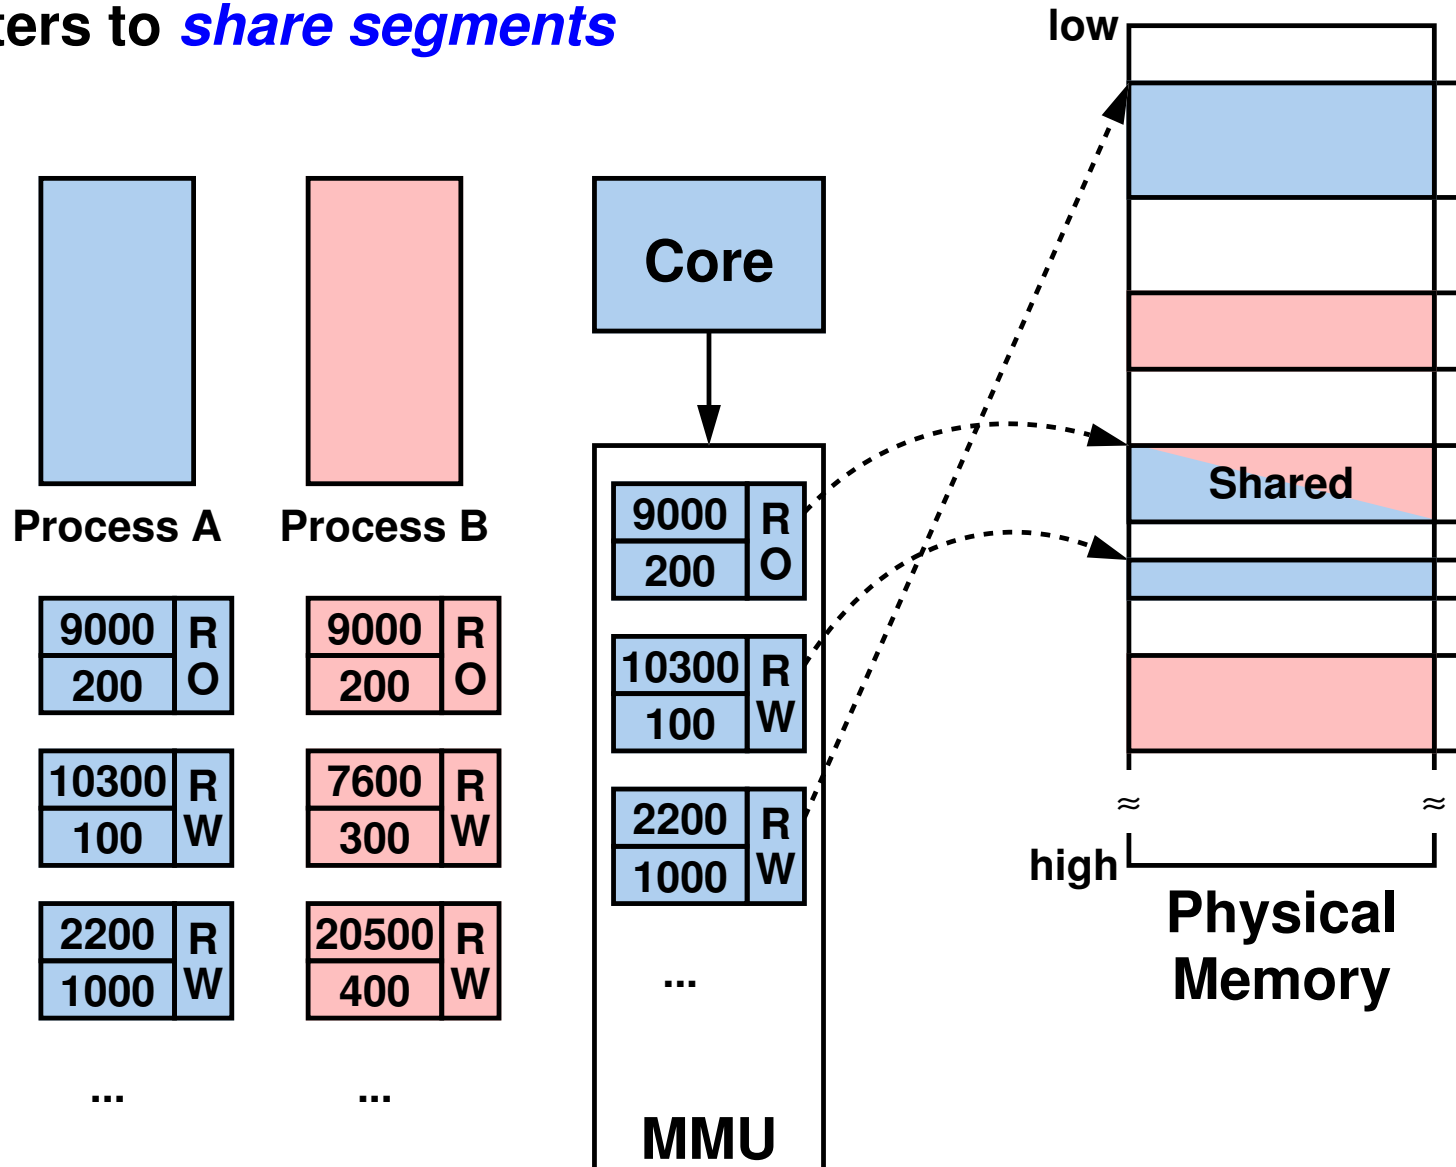 ters to share segments
low
Core
Process A
Process B
9000
200
R
O
10300
100
R
W
2200
1000
R
W
...
9000
200
R
O
7600
300
R
W
20500
400
R
W
...
9000
200
R
O
10300
100
R
W
2200
1000
R
W
...
MMU
Shared
≈ ≈
high
Physical
Memory